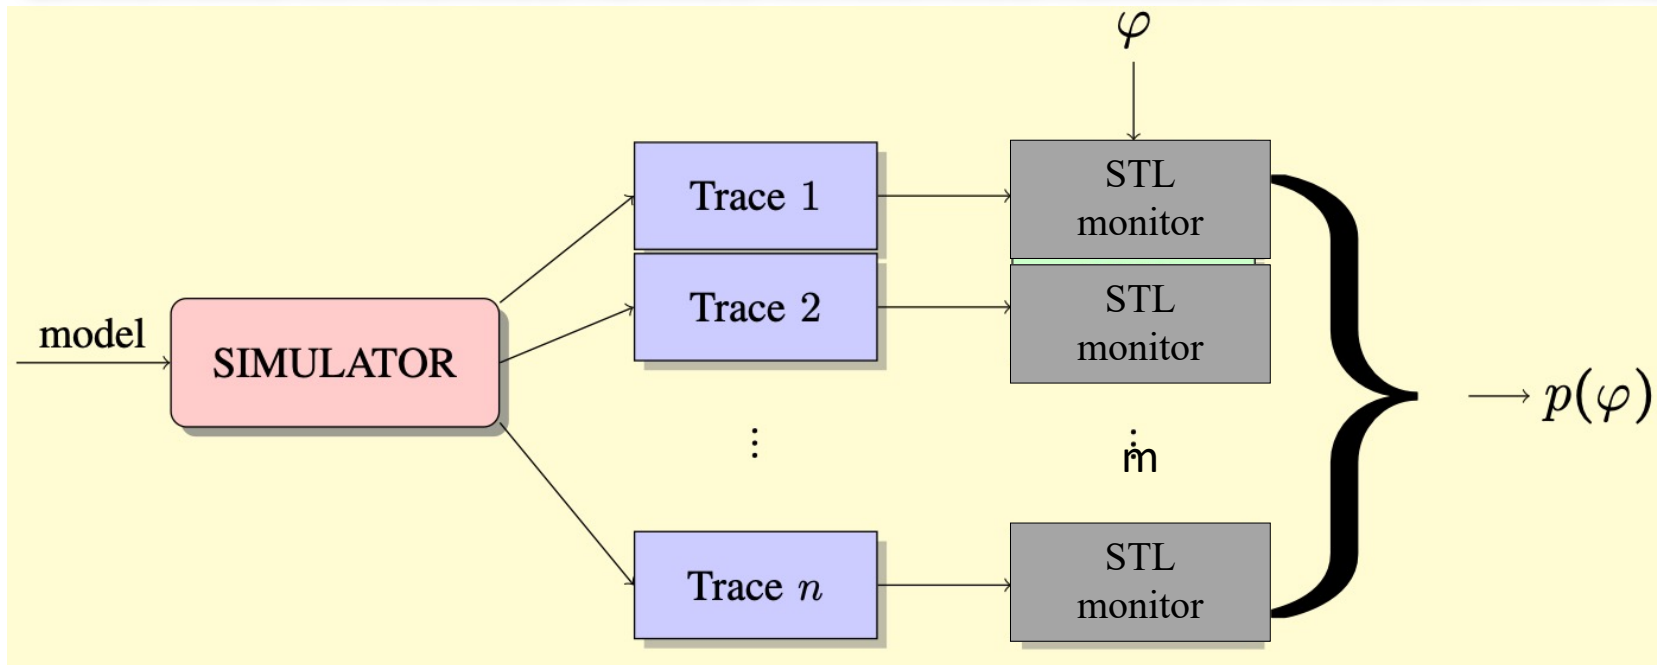 φ
Trace 1
STL
monitor
Trace 2
STL
monitor
model
SIMULATOR
p(φ)
⋮
⋮
m
Trace n
STL
monitor